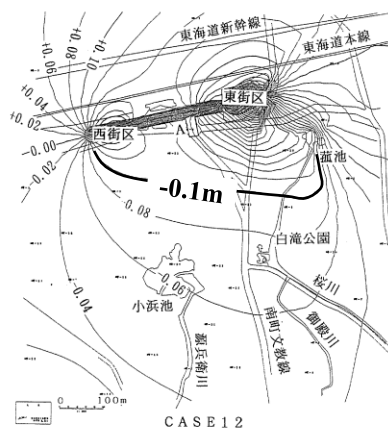 +0.06
+0.08
+0.10
東海道新幹線
東海道本線
+0.04
+0.02
-0.00
-0.02
西街区
A
東街区
菰池
-0.1m
-0.08
白滝公園
-0.06
-0.04
小浜池
桜川
御殿川
南町文教線
源兵衛川
0 100m
CASE12